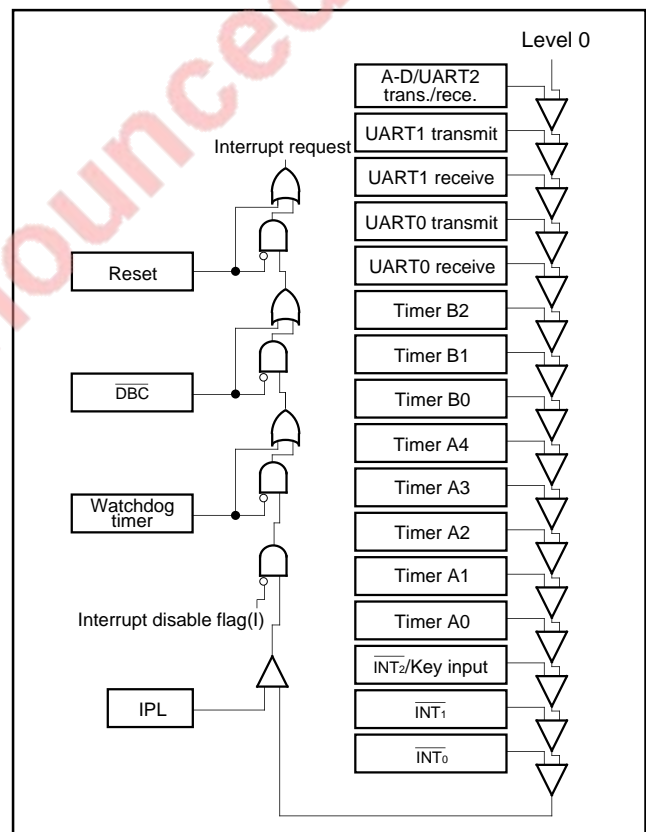 Level 0
A-D/UART2
trans./rece.
UART1 transmit
UART1 receive
UART0 transmit
UART0 receive
Timer B2
Timer B1
Timer B0
Timer A4
Timer A3
Timer A2
Timer A1
Timer A0
INT2/Key input
INT1
INT0
Interrupt request
Reset
DBC
Watchdog
timer
Interrupt disable flag(I)
IPL
ounced